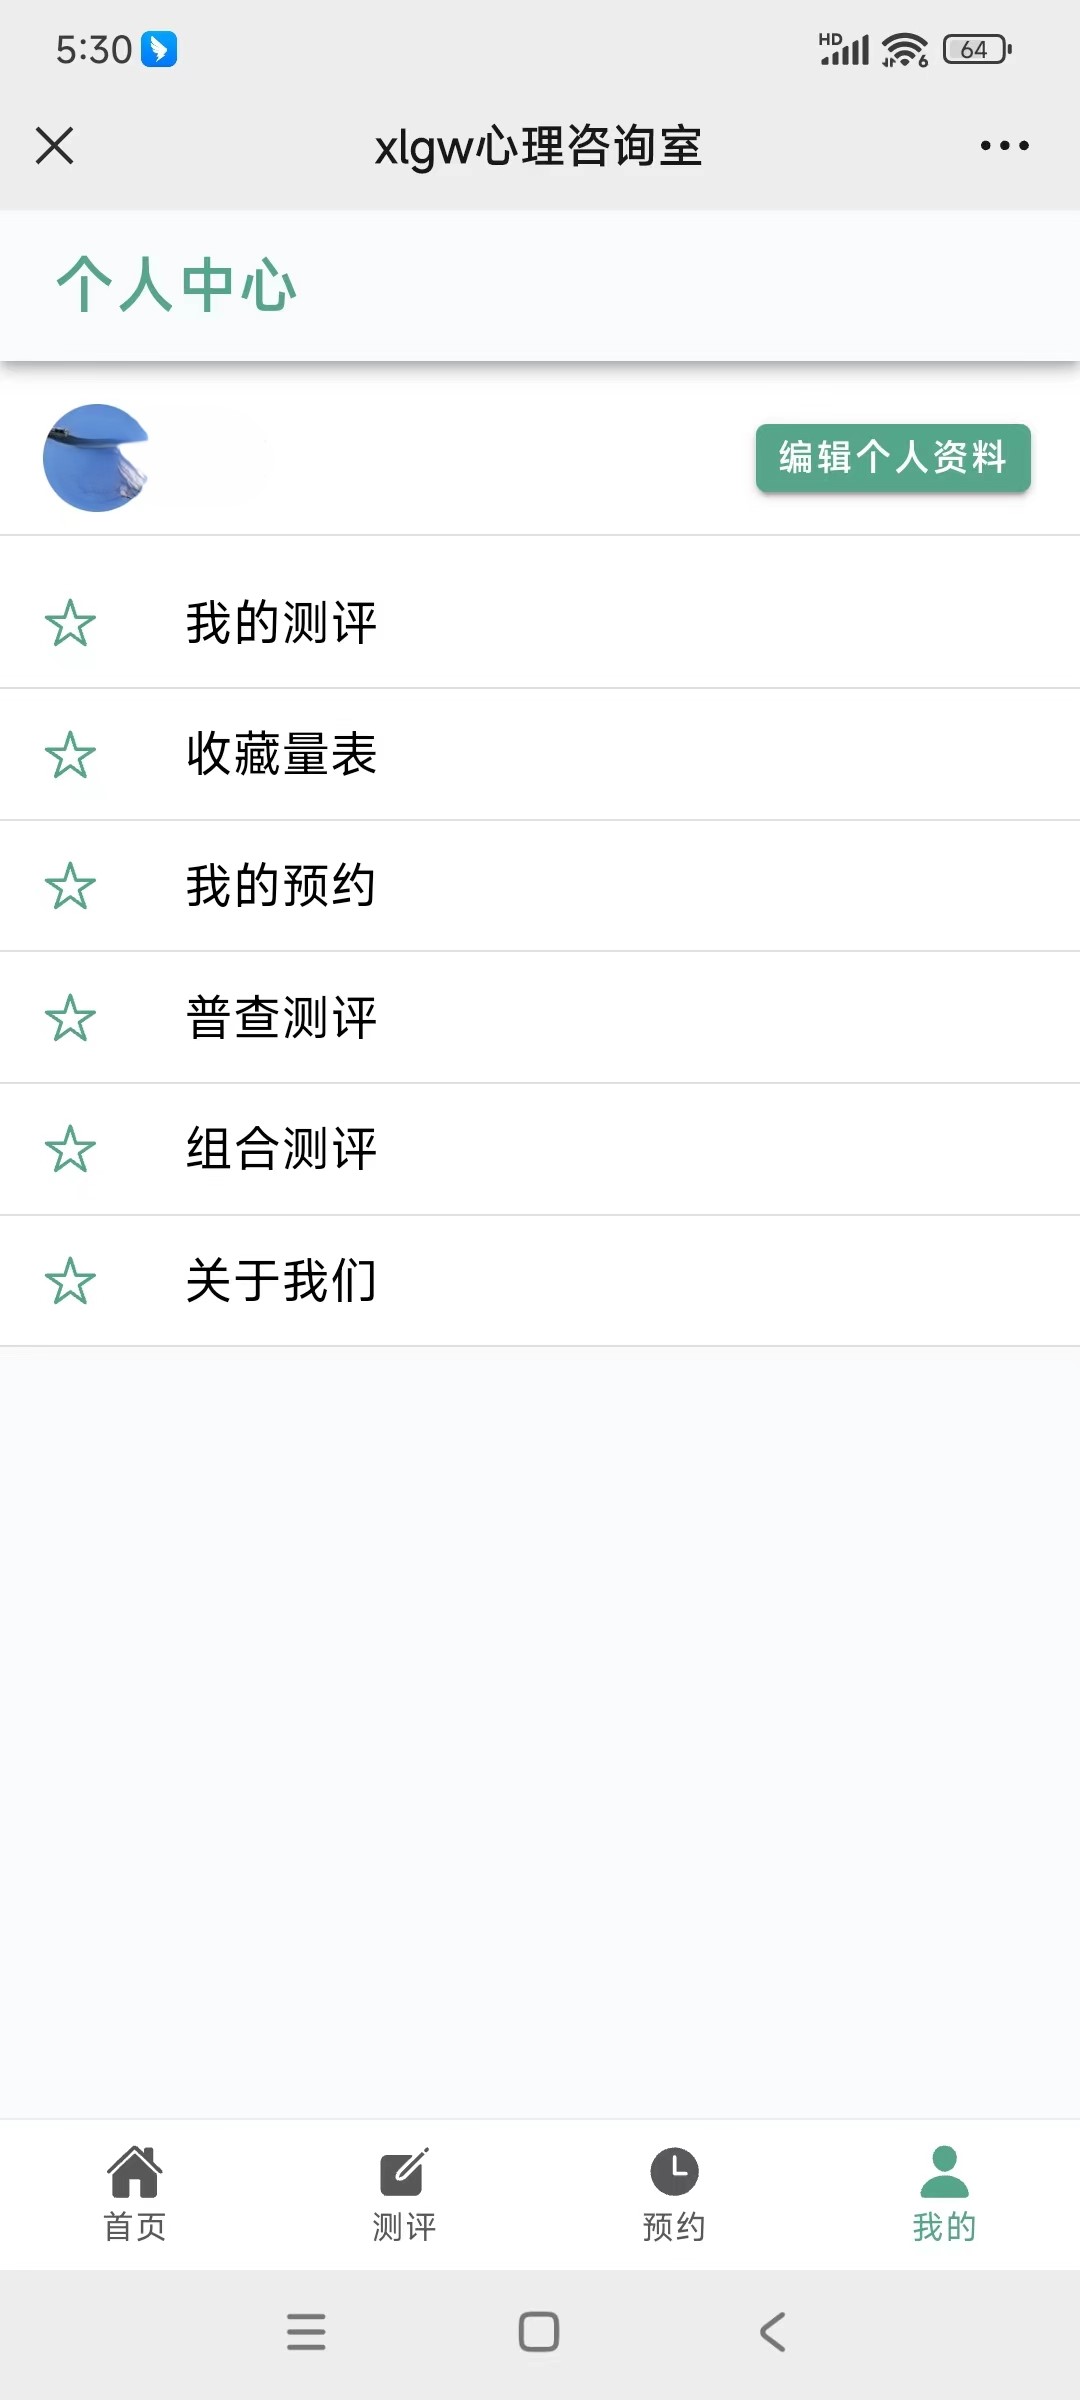 5:30
HD
6
64
xlgw心理咨询室
个人中心
编辑个人资料
我的测评
收藏量表
我的预约
普查测评
组合测评
关于我们
首页
测评
预约
我的